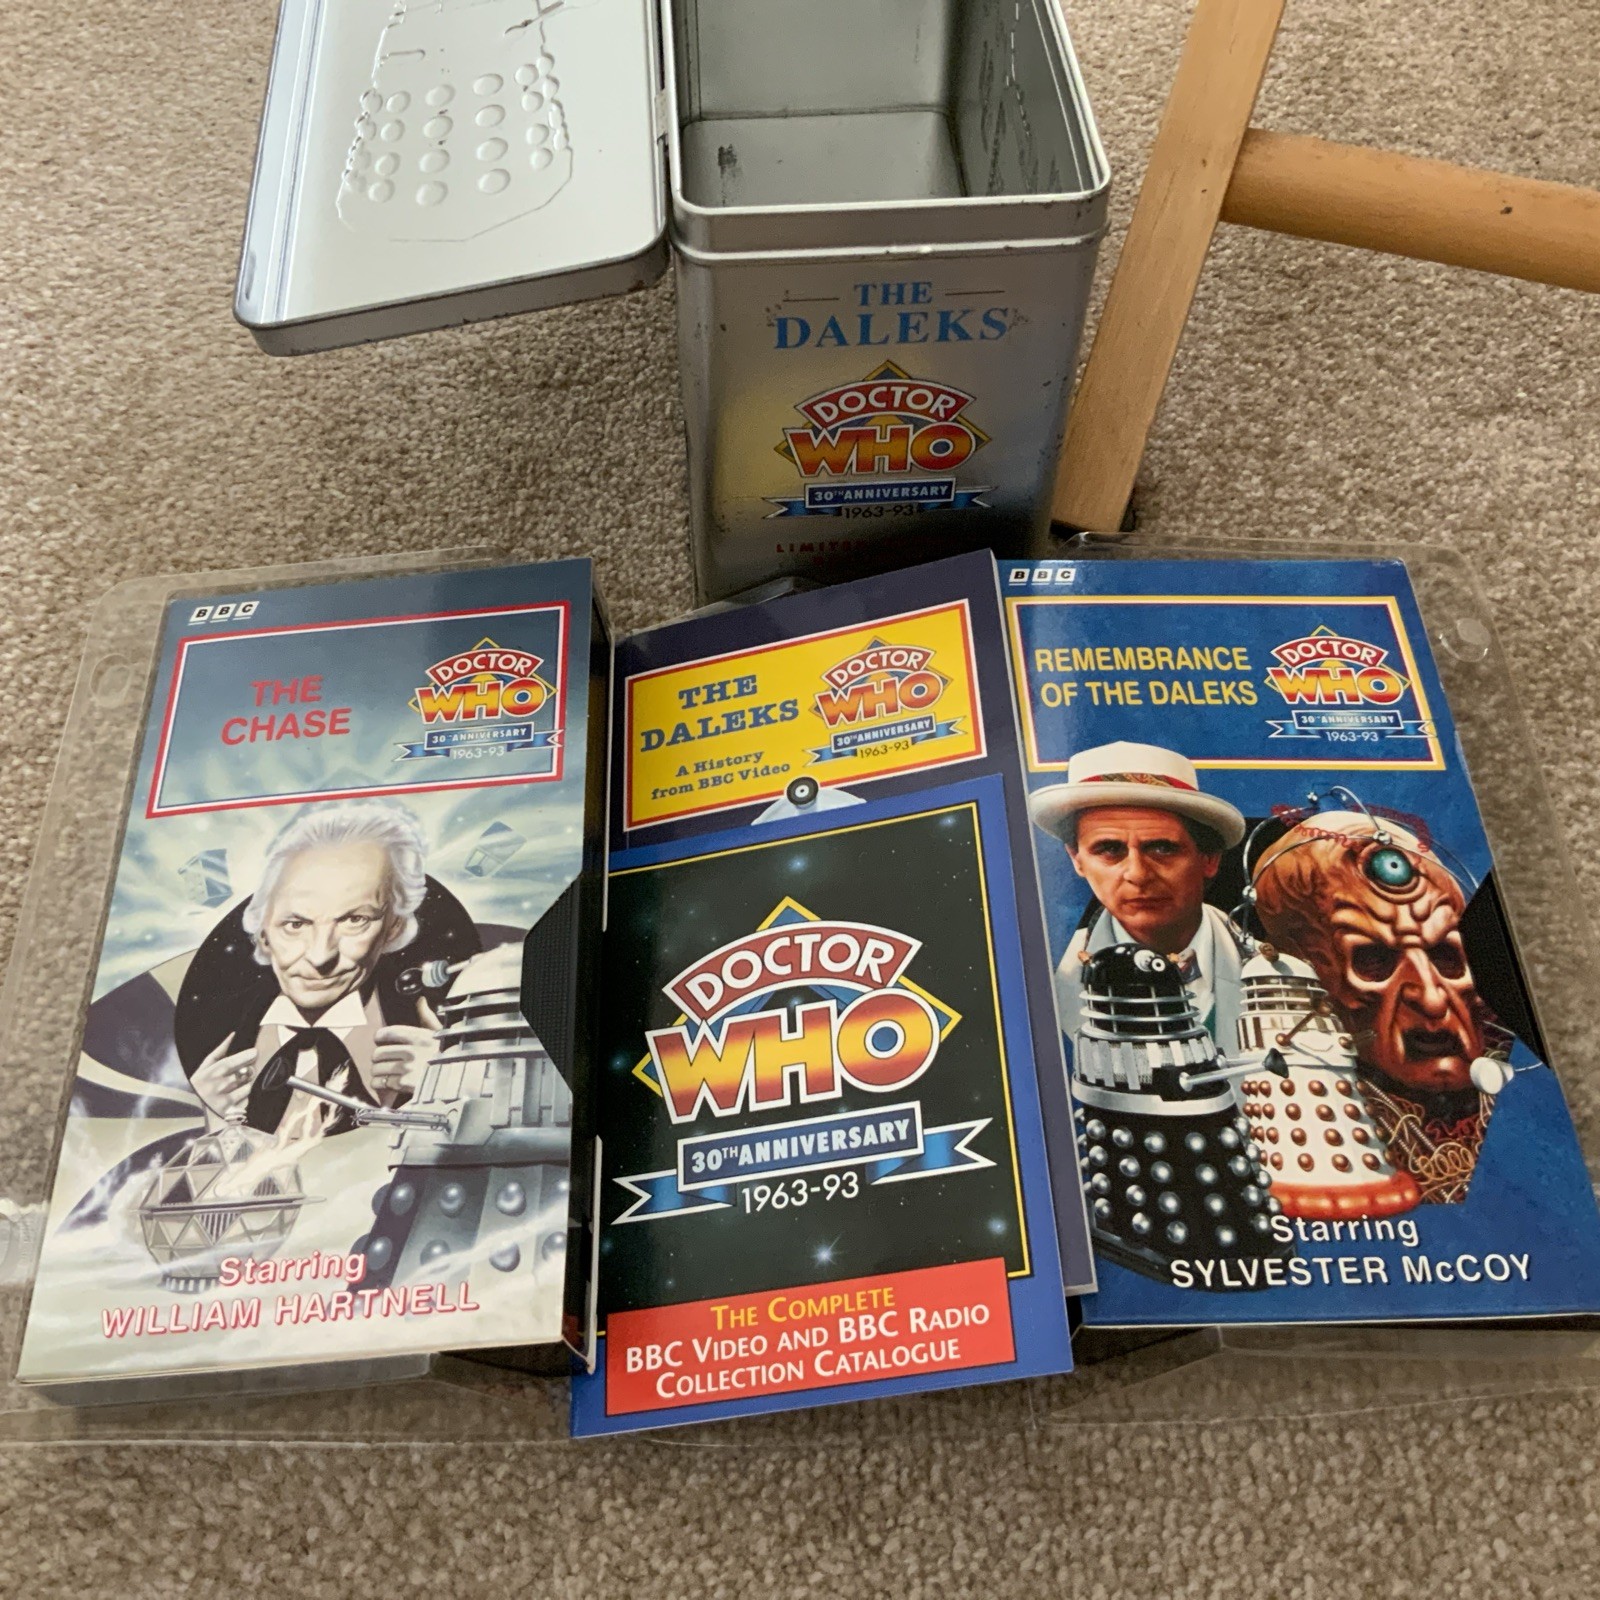 THE
DALEKS
DOCTOR
WHO
30TH ANNIVERSARY
1963-93
BBC
THE
CHASE
DOCTOR
WHO
30TH ANNIVERSARY
1963-93
Starring
WILLIAM HARTNELL
THE
DALEKS
A History
from BBC Video
DOCTOR
WHO
30TH ANNIVERSARY
1963-93
DOCTOR
WHO
30TH ANNIVERSARY
1963-93
THE COMPLETE
BBC VIDEO AND BBC RADIO
COLLECTION CATALOGUE
BBC
REMEMBRANCE
OF THE DALEKS
DOCTOR
WHO
30TH ANNIVERSARY
1963-93
Starring
SYLVESTER McCOY